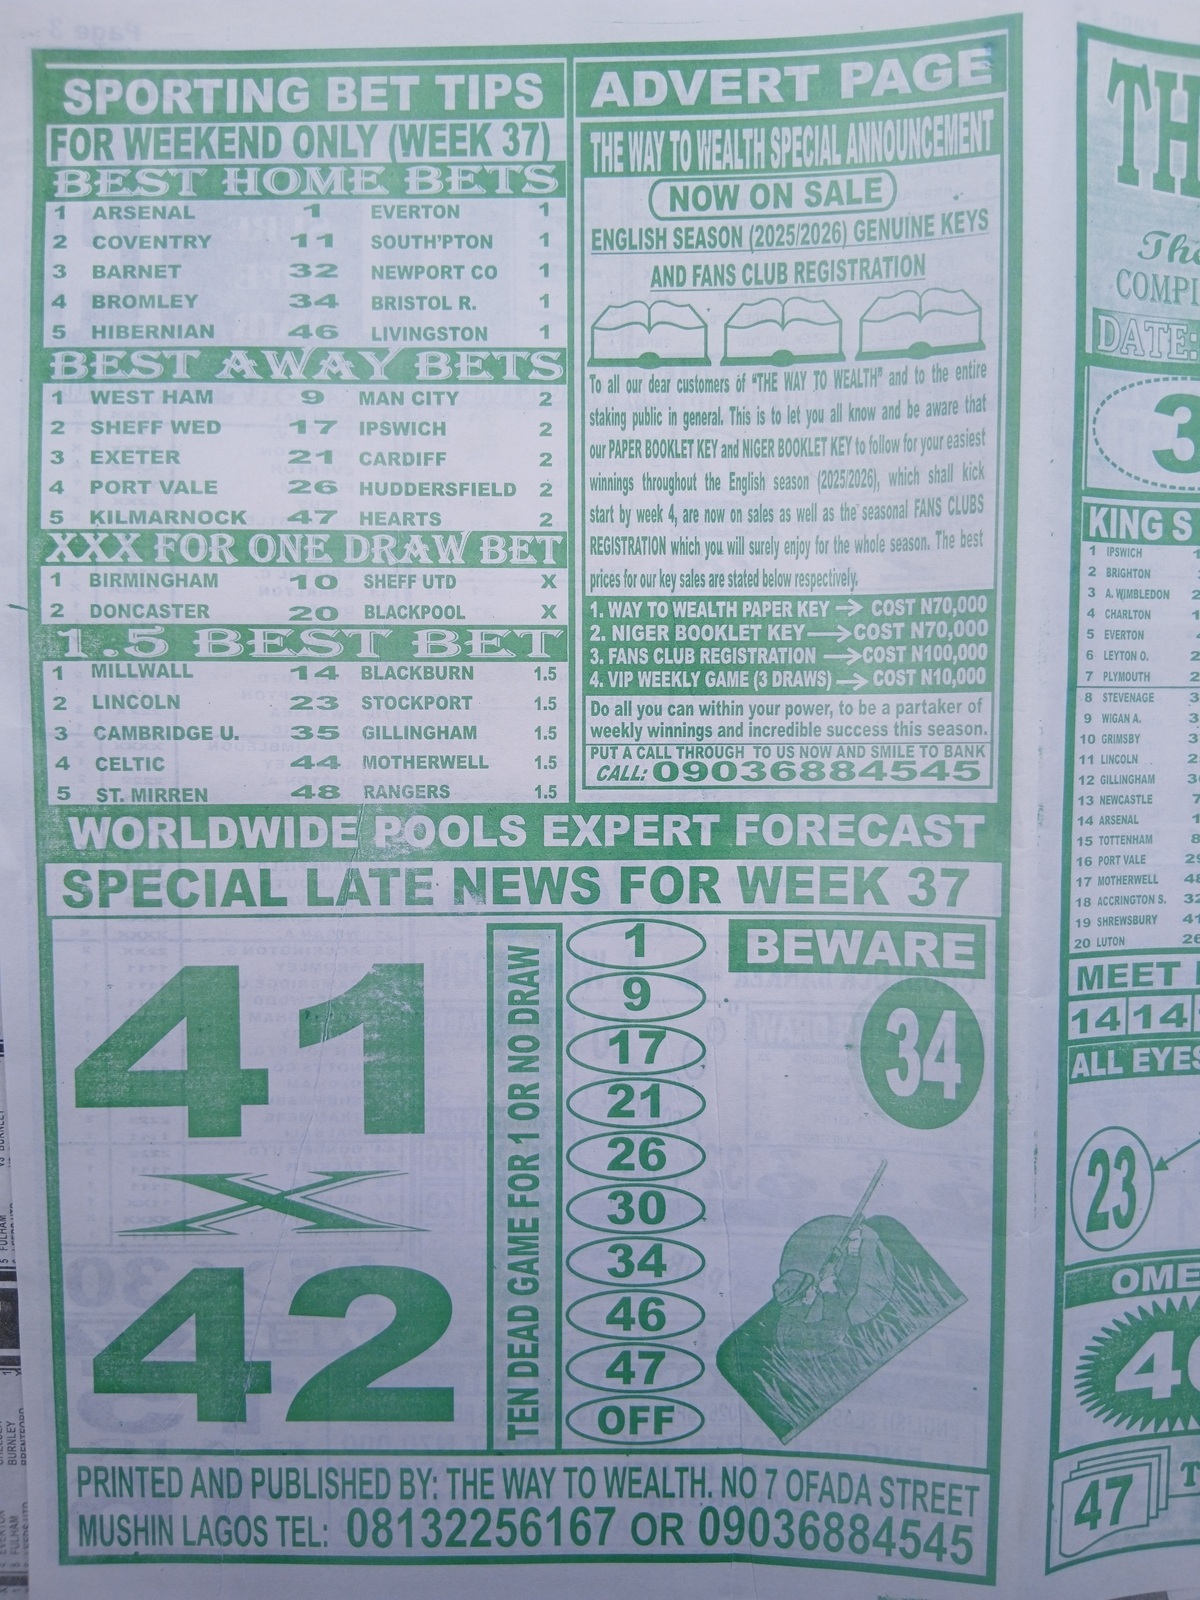 SPORTING BET TIPS
FOR WEEKEND ONLY (WEEK 37)
BEST HOME BETS
1 ARSENAL 1 EVERTON 1
2 COVENTRY 11 SOUTH'PTON 1
3 BARNET 32 NEWPORT CO 1
4 BROMLEY 34 BRISTOL R. 1
5 HIBERNIAN 46 LIVINGSTON 1
BEST AWAY BETS
1 WEST HAM 9 MAN CITY 2
2 SHEFF WED 17 IPSWICH 2
3 EXETER 21 CARDIFF 2
4 PORT VALE 26 HUDDERSFIELD 2
5 KILMARNOCK 47 HEARTS 2
XXX FOR ONE DRAW BET
1 BIRMINGHAM 10 SHEFF UTD X
2 DONCASTER 20 BLACKPOOL X
1.5 BEST BET
1 MILLWALL 14 BLACKBURN 1.5
2 LINCOLN 23 STOCKPORT 1.5
3 CAMBRIDGE U. 35 GILLINGHAM 1.5
4 CELTIC 44 MOTHERWELL 1.5
5 ST. MIRREN 48 RANGERS 1.5
ADVERT PAGE
THE WAY TO WEALTH SPECIAL ANNOUNCEMENT
NOW ON SALE
ENGLISH SEASON (2025/2026) GENUINE KEYS
AND FANS CLUB REGISTRATION
To all our dear customers of "THE WAY TO WEALTH" and to the entire
staking public in general. This is to let you all know and be aware that
our PAPER BOOKLET KEY and NIGER BOOKLET KEY to follow for your easiest
winnings throughout the English season (2025/2026), which shall kick
start by week 4, are now on sales as well as the seasonal FANS CLUBS
REGISTRATION which you will surely enjoy for the whole season. The best
prices for our key sales are stated below respectively.
1. WAY TO WEALTH PAPER KEY → COST N70,000
2. NIGER BOOKLET KEY → COST N70,000
3. FANS CLUB REGISTRATION → COST N100,000
4. VIP WEEKLY GAME (3 DRAWS) → COST N10,000
Do all you can within your power, to be a partaker of
weekly winnings and incredible success this season.
PUT A CALL THROUGH TO US NOW AND SMILE TO BANK
CALL: 09036884545
WORLDWIDE POOLS EXPERT FORECAST
SPECIAL LATE NEWS FOR WEEK 37
41
X
42
TEN DEAD GAME FOR 1 OR NO DRAW
1
9
17
21
26
30
34
46
47
OFF
BEWARE
34
PRINTED AND PUBLISHED BY: THE WAY TO WEALTH. NO 7 OFADA STREET
MUSHIN LAGOS TEL: 08132256167 OR 09036884545
DATE:
KING S
1 IPSWICH
2 BRIGHTON
3 A. WIMBLEDON
4 CHARLTON
5 EVERTON
6 LEYTON O.
7 PLYMOUTH
8 STEVENAGE
9 WIGAN A.
10 GRIMSBY
11 LINCOLN
12 GILLINGHAM
13 NEWCASTLE
14 ARSENAL
15 TOTTENHAM
16 PORT VALE
17 MOTHERWELL
18 ACCRINGTON S.
19 SHREWSBURY
20 LUTON
MEET
14 14
ALL EYES
23
47